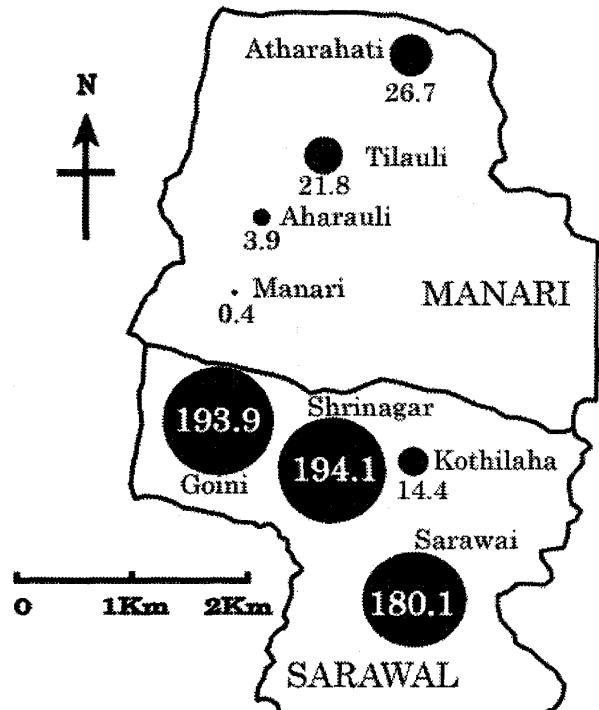 Atharahati
26.7
N
Tilauli
21.8
Aharauli
3.9
Manari
0.4
MANARI
193.9
Goini
Shrinagar
194.1
Kothilaha
14.4
Sarawai
180.1
0 1Km 2Km
SARAWAL